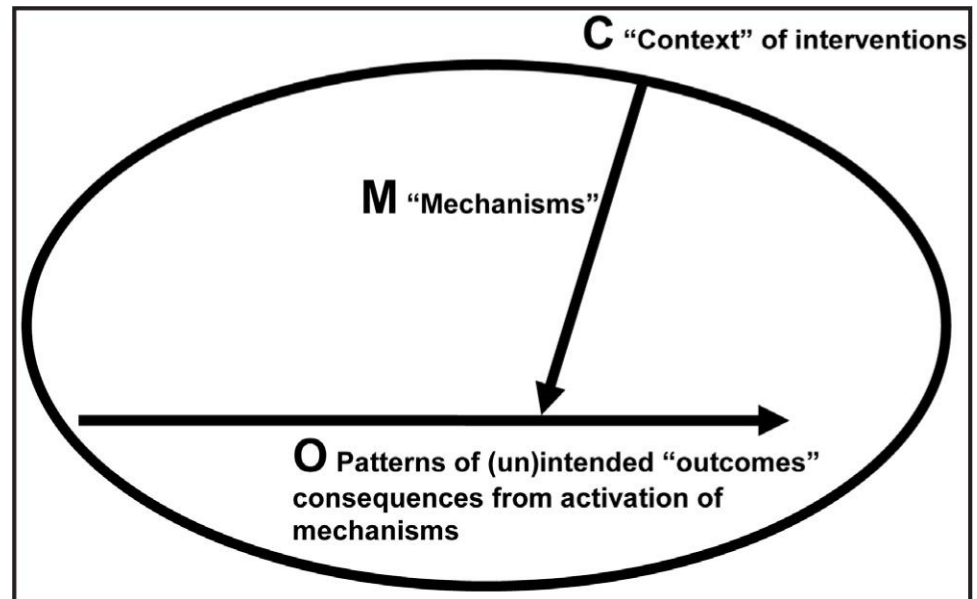 C “Context” of interventions
M “Mechanisms”
O Patterns of (un)intended “outcomes”
consequences from activation of
mechanisms